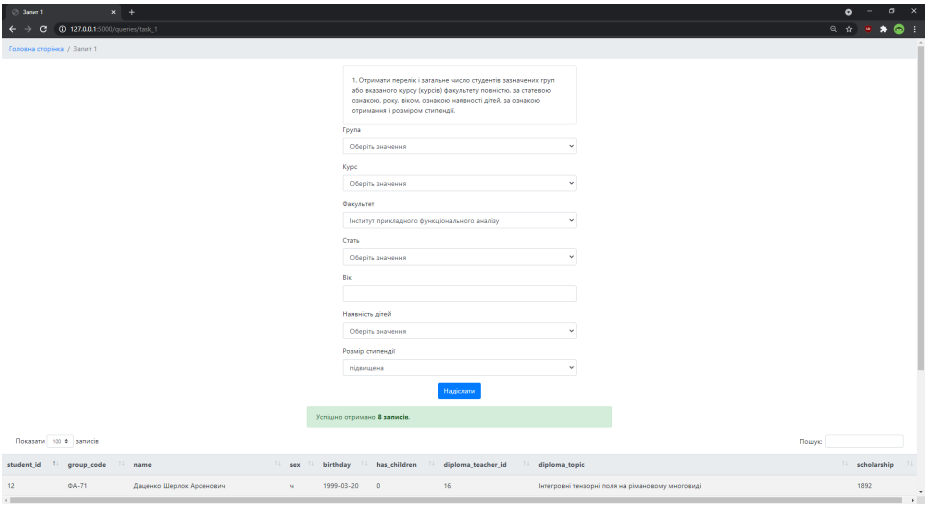 Запит 1
127.0.0.1:5000/queries/task_1
Головна сторінка / Запит 1
1. Отримати перелік і загальне число студентів зазначених груп
або вказаного курсу (курсів) факультету повністю, за статевою
ознакою, року, віком, ознакою наявності дітей, за ознакою
отримання і розміром стипендії.
Група
Оберіть значення
Курс
Оберіть значення
Факультет
Інститут прикладного функціонального аналізу
Стать
Оберіть значення
Вік
Наявність дітей
Оберіть значення
Розмір стипендії
підвищена
Надіслати
Успішно отримано 8 записів.
Показати 100 записів Пошук:
student_id group_code name sex birthday has_children diploma_teacher_id diploma_topic scholarship
12 ФА-71 Даценко Шерлок Арсенович ч 1999-03-20 0 16 Інтегровні тензорні поля на рімановому многовиді 1892